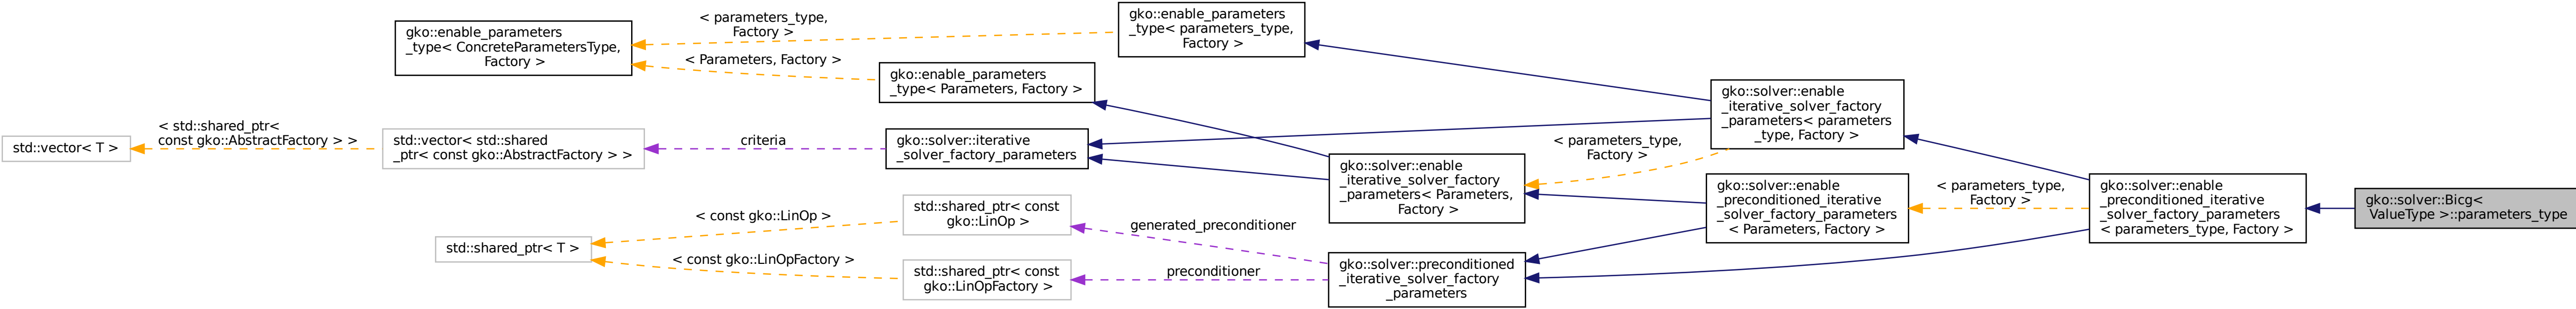 gko::enable_parameters
_type< ConcreteParametersType,
Factory >
< parameters_type,
Factory >
< Parameters, Factory >
gko::enable_parameters
_type< parameters_type,
Factory >
gko::enable_parameters
_type< Parameters, Factory >
std::vector< T >
< std::shared_ptr<
const gko::AbstractFactory > >
std::vector< std::shared
_ptr< const gko::AbstractFactory > >
criteria
gko::solver::iterative
_solver_factory_parameters
std::shared_ptr< T >
< const gko::LinOp >
< const gko::LinOpFactory >
std::shared_ptr< const
gko::LinOp >
std::shared_ptr< const
gko::LinOpFactory >
generated_preconditioner
preconditioner
gko::solver::enable
_iterative_solver_factory
_parameters< Parameters,
Factory >
gko::solver::preconditioned
_iterative_solver_factory
_parameters
< parameters_type,
Factory >
gko::solver::enable
_iterative_solver_factory
_parameters< parameters
_type, Factory >
gko::solver::enable
_preconditioned_iterative
_solver_factory_parameters
< Parameters, Factory >
< parameters_type,
Factory >
gko::solver::enable
_preconditioned_iterative
_solver_factory_parameters
< parameters_type, Factory >
gko::solver::Bicg<
ValueType >::parameters_type